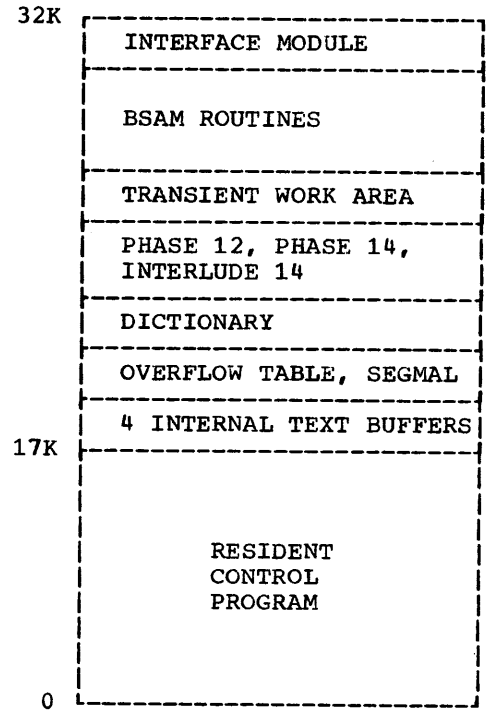 32K
INTERFACE MODULE
BSAM ROUTINES
TRANSIENT WORK AREA
PHASE 12, PHASE 14,
INTERLUDE 14
DICTIONARY
OVERFLOW TABLE, SEGMAL
4 INTERNAL TEXT BUFFERS
17K
RESIDENT
CONTROL
PROGRAM
0